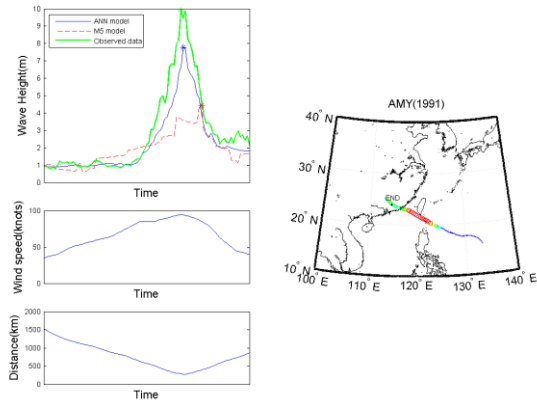 10
9
8
7
6
5
4
3
2
1
0
Wave Height(m)
ANN model
M5 model
Observed data
Time
100
50
0
Wind speed(knots)
Time
2000
1500
1000
500
0
Distance(km)
Time
AMY(1991)
40° N
30° N
20° N
10° N
END
100° E
110° E
120° E
130° E
140° E